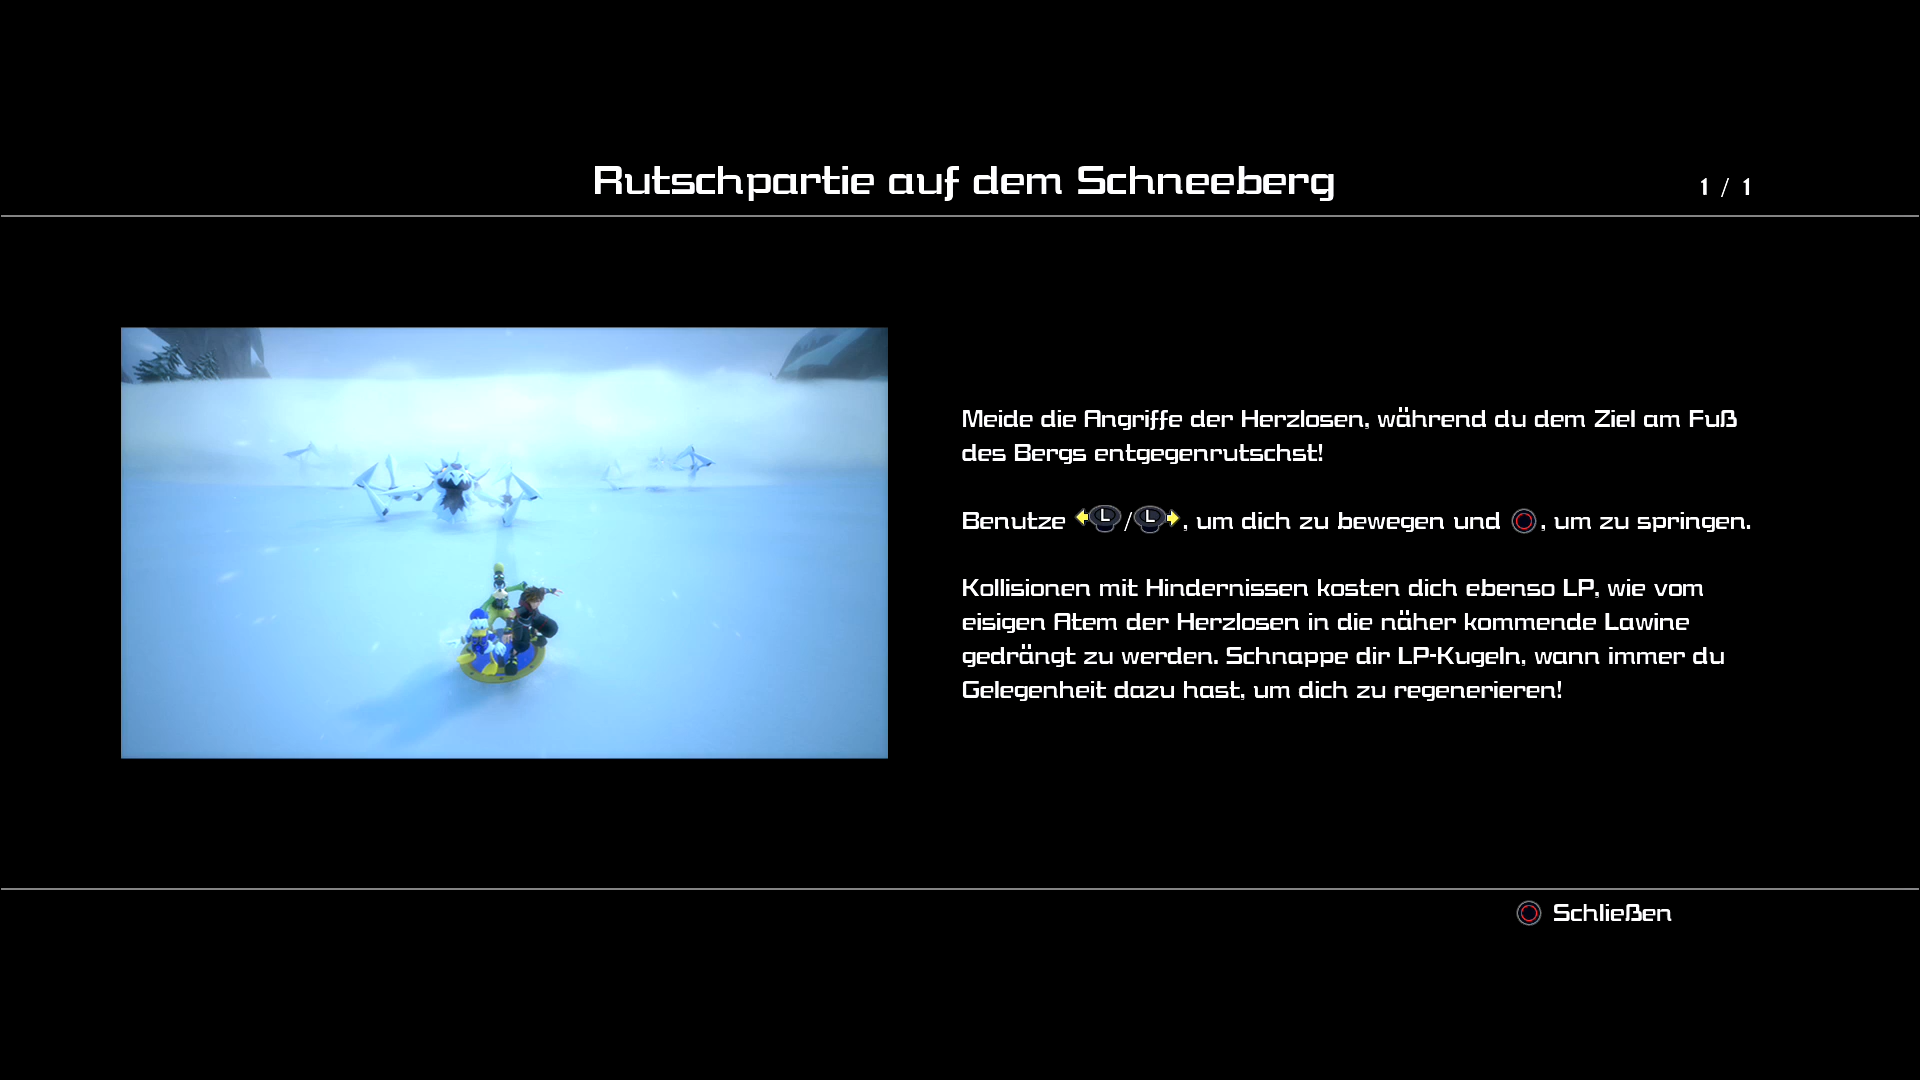 Rutschpartie auf dem Schneeberg
1 / 1
Meide die Angriffe der Herzlosen, während du dem Ziel am Fuß
des Bergs entgegenrutschst!
Benutze L/L, um dich zu bewegen und , um zu springen.
Kollisionen mit Hindernissen kosten dich ebenso LP, wie vom
eisigen Atem der Herzlosen in die näher kommende Lawine
gedrängt zu werden. Schnappe dir LP-Kugeln, wann immer du
Gelegenheit dazu hast, um dich zu regenerieren!
Schließen